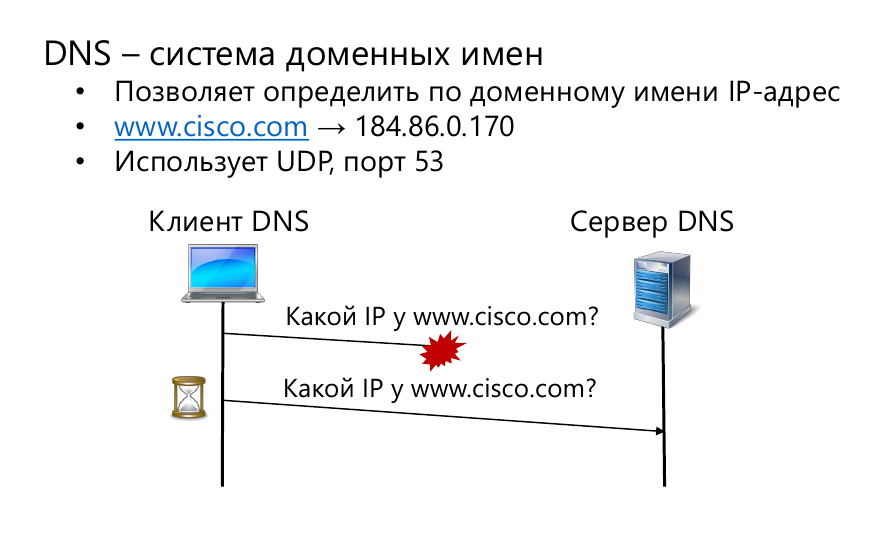 DNS – система доменных имен
• Позволяет определить по доменному имени IP-адрес
• www.cisco.com → 184.86.0.170
• Использует UDP, порт 53
Клиент DNS
Сервер DNS
Какой IP у www.cisco.com?
Какой IP у www.cisco.com?